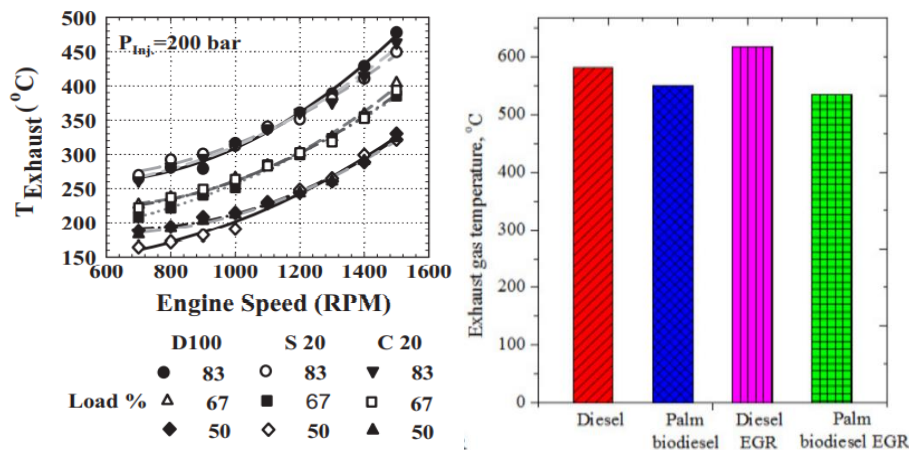 500
450
400
350
300
250
200
150
T Exhaust (°C)
P Inj.=200 bar
600 800 1000 1200 1400 1600
Engine Speed (RPM)
D100 S 20 C 20
83 83 83
Load % 67 67 67
50 50 50
600
500
400
300
200
100
0
Exhaust gas temperature, °C
Diesel
Palm
biodiesel
Diesel
EGR
Palm
biodiesel EGR